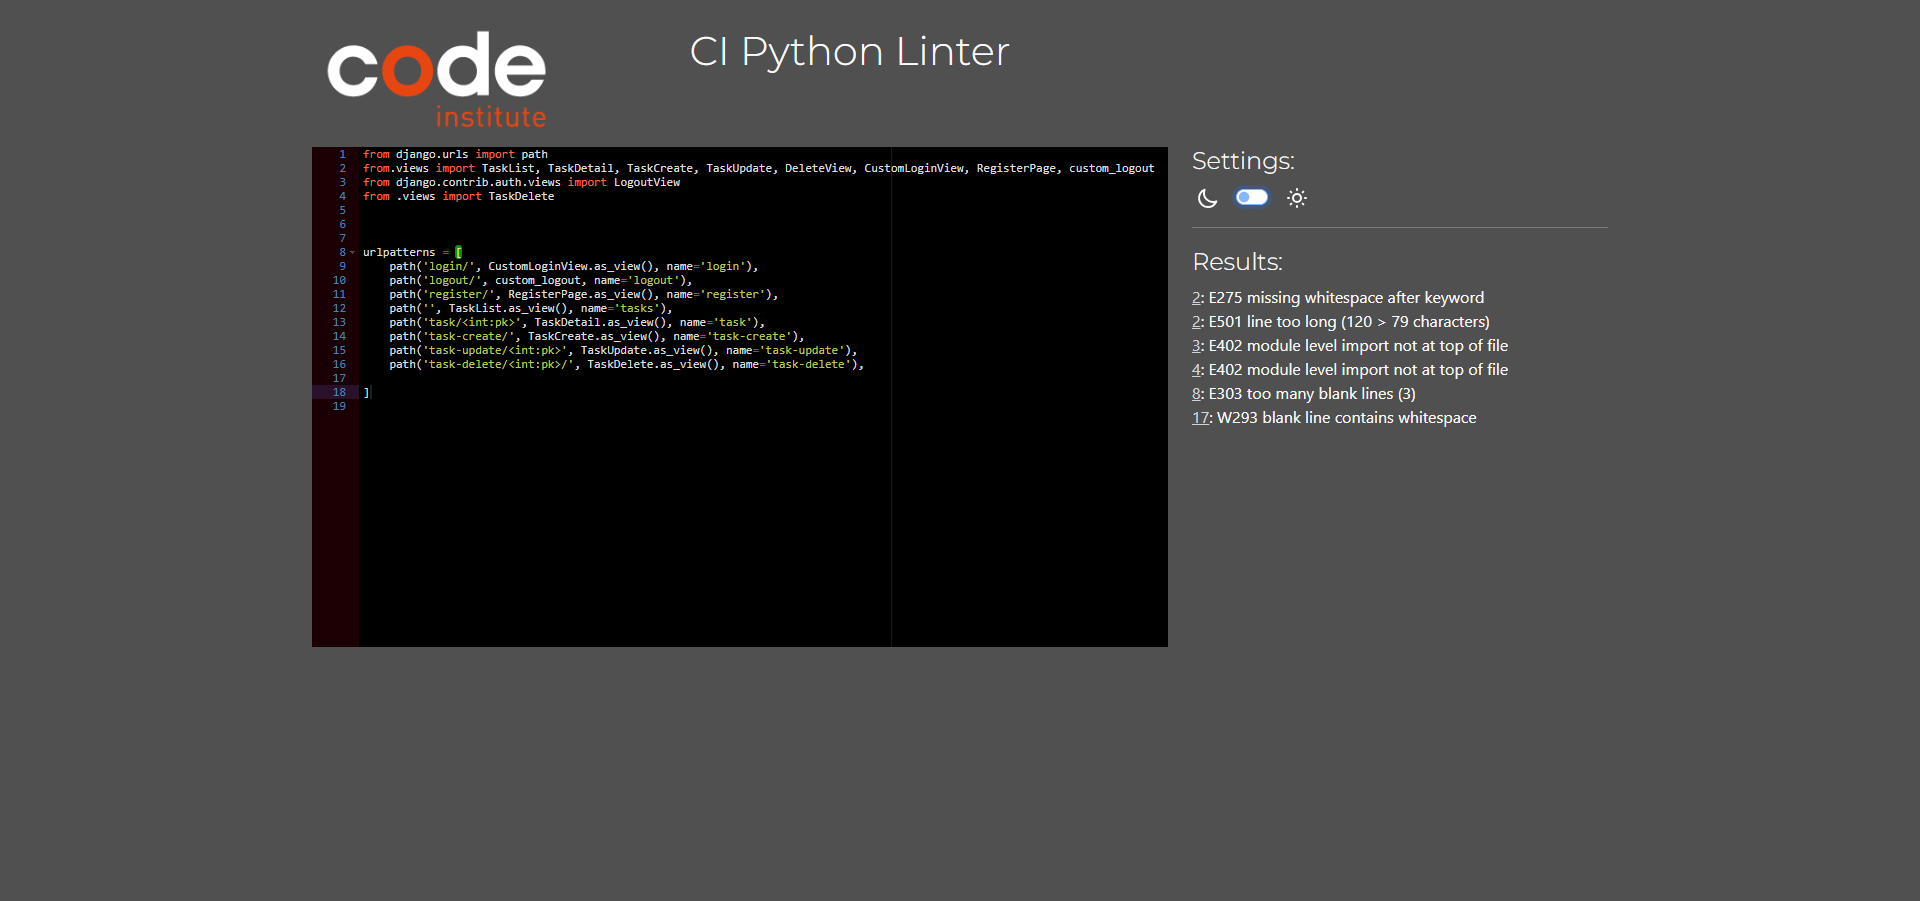 code
institute
CI Python Linter
1 from django.urls import path
2 from.views import TaskList, TaskDetail, TaskCreate, TaskUpdate, DeleteView, CustomLoginView, RegisterPage, custom_logout
3 from django.contrib.auth.views import LogoutView
4 from .views import TaskDelete
5
6
7
8 urlpatterns = [
9     path('login/', CustomLoginView.as_view(), name='login'),
10     path('logout/', custom_logout, name='logout'),
11     path('register/', RegisterPage.as_view(), name='register'),
12     path('', TaskList.as_view(), name='tasks'),
13     path('task/<int:pk>', TaskDetail.as_view(), name='task'),
14     path('task-create/', TaskCreate.as_view(), name='task-create'),
15     path('task-update/<int:pk>', TaskUpdate.as_view(), name='task-update'),
16     path('task-delete/<int:pk>/', TaskDelete.as_view(), name='task-delete'),
17
18 ]
19
Settings:
Results:
2: E275 missing whitespace after keyword
2: E501 line too long (120 > 79 characters)
3: E402 module level import not at top of file
4: E402 module level import not at top of file
8: E303 too many blank lines (3)
17: W293 blank line contains whitespace